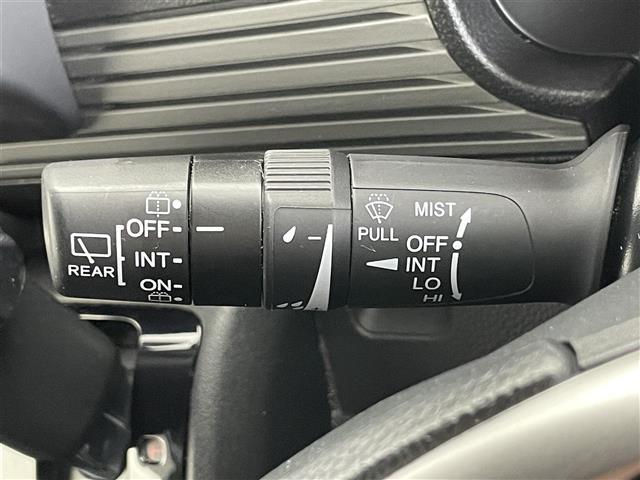 OFF
INT
REAR
ON
PULL
MIST
OFF
INT
LO
HI